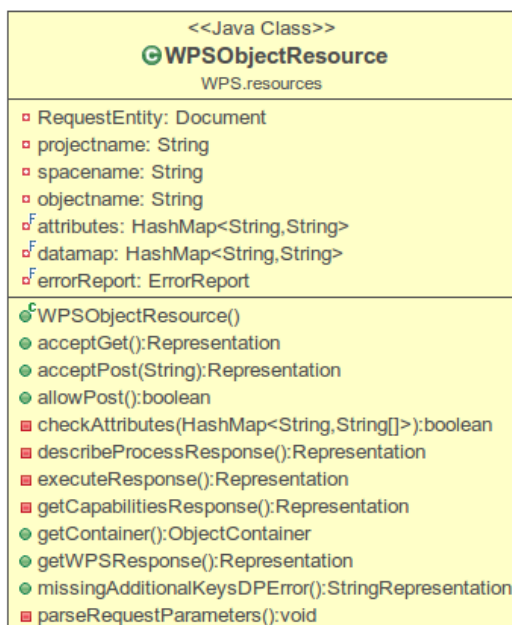 <<Java Class>>
WPSObjectResource
WPS.resources
RequestEntity: Document
projectname: String
spacename: String
objectname: String
F attributes: HashMap<String,String>
F datamap: HashMap<String,String>
F errorReport: ErrorReport
C WPSObjectResource()
acceptGet():Representation
acceptPost(String):Representation
allowPost():boolean
checkAttributes(HashMap<String,String[]>):boolean
describeProcessResponse():Representation
executeResponse():Representation
getCapabilitiesResponse():Representation
getContainer():ObjectContainer
getWPSResponse():Representation
missingAdditionalKeysDPError():StringRepresentation
parseRequestParameters():void